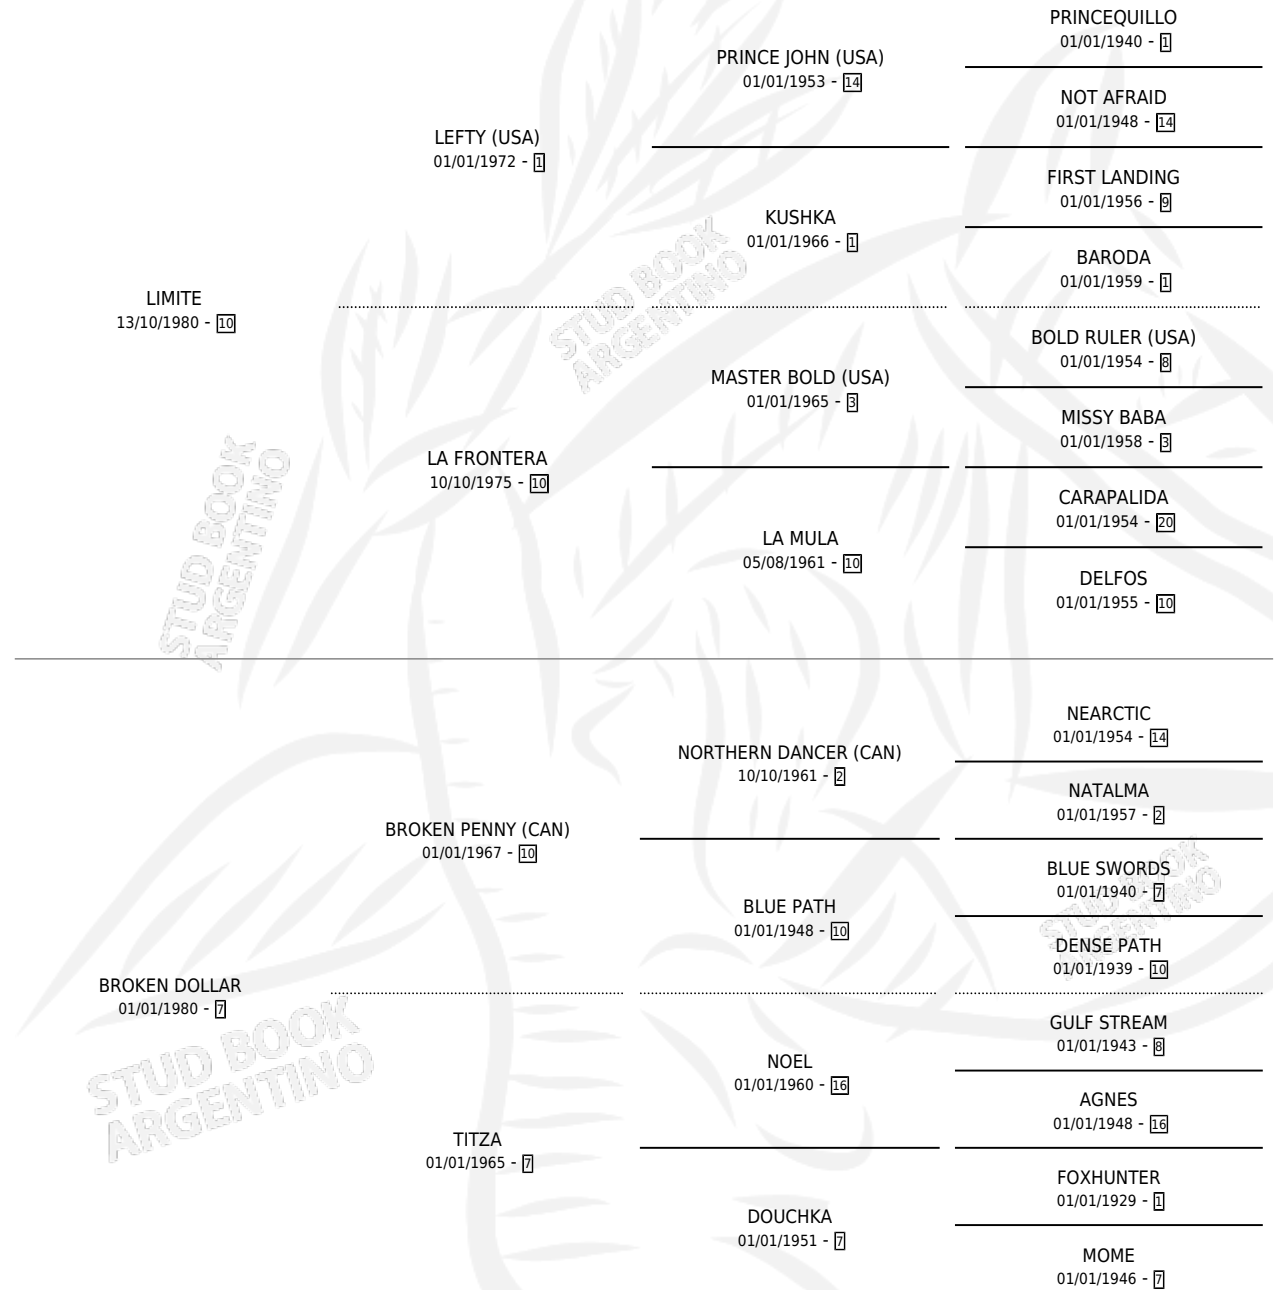 PRINCEQUILLO
01/01/1940 - 1
PRINCE JOHN (USA)
01/01/1953 - 14
NOT AFRAID
01/01/1948 - 14
LEFTY (USA)
01/01/1972 - 1
FIRST LANDING
01/01/1956 - 9
KUSHKA
01/01/1966 - 1
BARODA
01/01/1959 - 1
LIMITE
13/10/1980 - 10
STUD BOOK
ARGENTINO
BOLD RULER (USA)
01/01/1954 - 8
MASTER BOLD (USA)
01/01/1965 - 3
MISSY BABA
01/01/1958 - 3
LA FRONTERA
10/10/1975 - 10
CARAPALIDA
01/01/1954 - 20
LA MULA
05/08/1961 - 10
DELFOS
01/01/1955 - 10
STUD BOOK
ARGENTINO
NEARCTIC
01/01/1954 - 14
NORTHERN DANCER (CAN)
10/10/1961 - 2
NATALMA
01/01/1957 - 2
BROKEN PENNY (CAN)
01/01/1967 - 10
BLUE SWORDS
01/01/1940 - 7
BLUE PATH
01/01/1948 - 10
STUD BOOK
ARGENTINO
DENSE PATH
01/01/1939 - 10
BROKEN DOLLAR
01/01/1980 - 7
STUD BOOK
ARGENTINO
GULF STREAM
01/01/1943 - 8
NOEL
01/01/1960 - 16
AGNES
01/01/1948 - 16
TITZA
01/01/1965 - 7
FOXHUNTER
01/01/1929 - 1
DOUCHKA
01/01/1951 - 7
MOME
01/01/1946 - 7